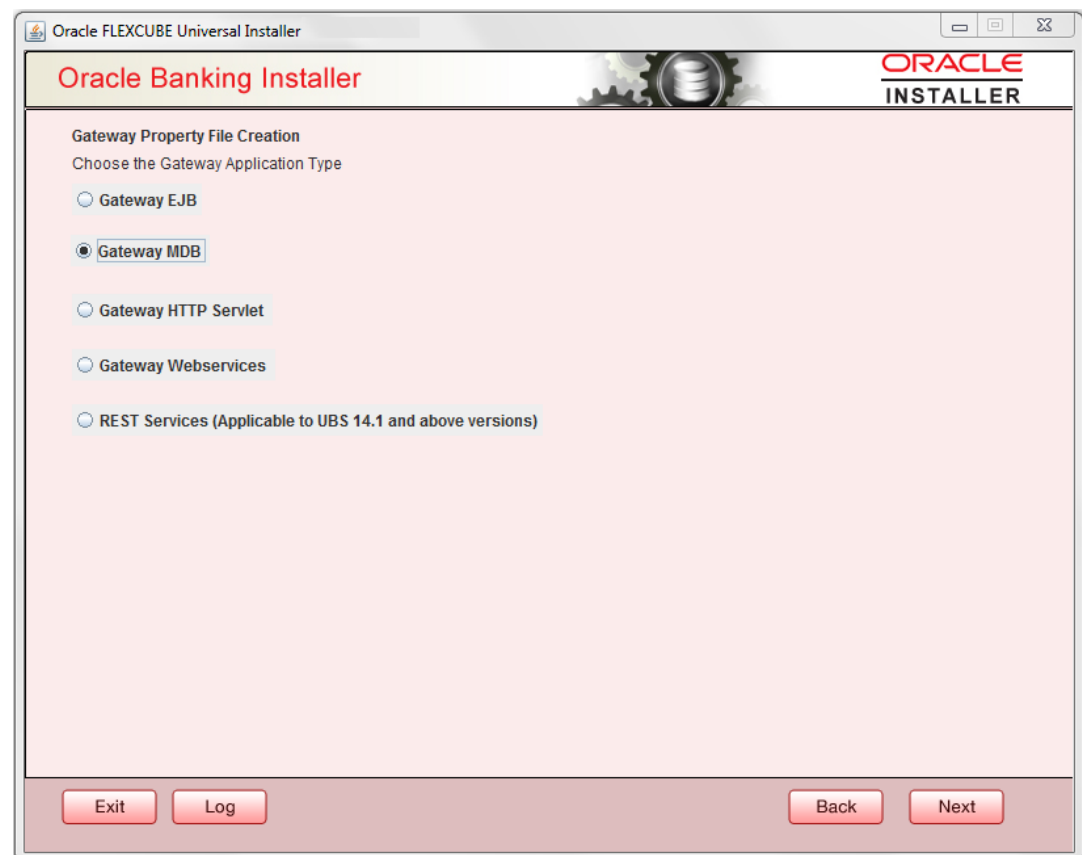 Oracle FLEXCUBE Universal Installer
Oracle Banking Installer
ORACLE
INSTALLER
Gateway Property File Creation
Choose the Gateway Application Type
Gateway EJB
Gateway MDB
Gateway HTTP Servlet
Gateway Webservices
REST Services (Applicable to UBS 14.1 and above versions)
Exit
Log
Back
Next